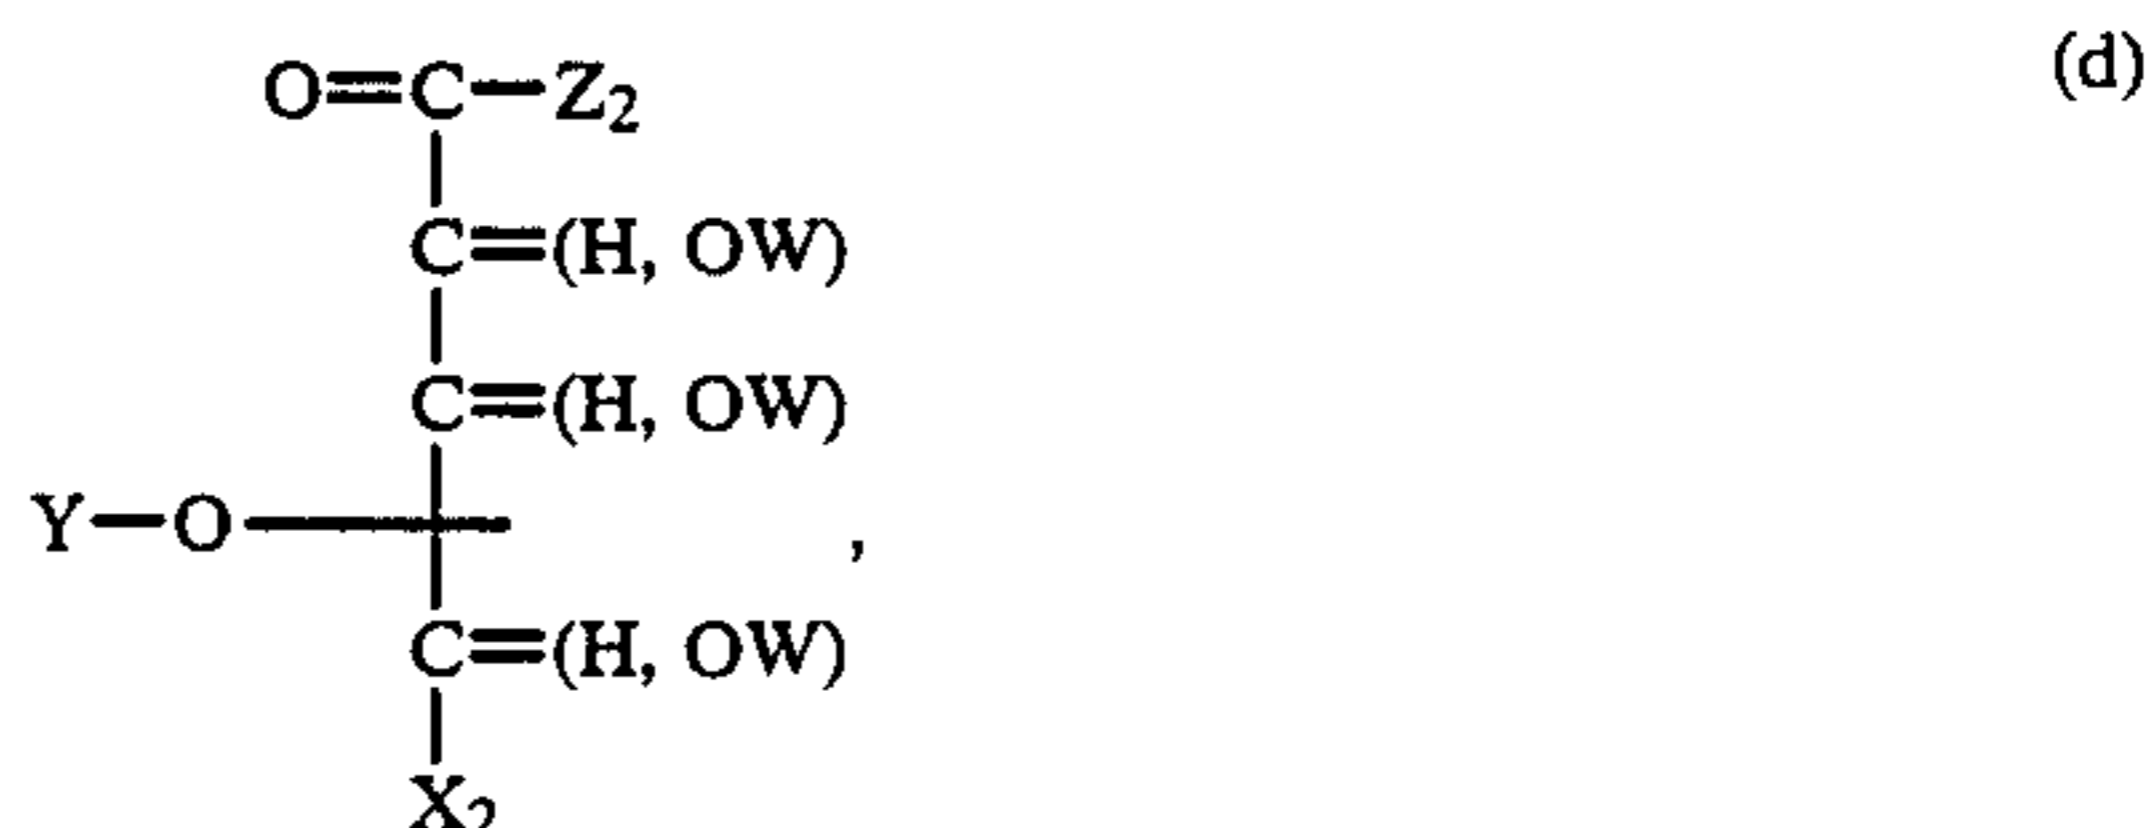 O=C—Z2 (d)
C=(H, OW)
C=(H, OW)
Y—O ,
C=(H, OW)
X2